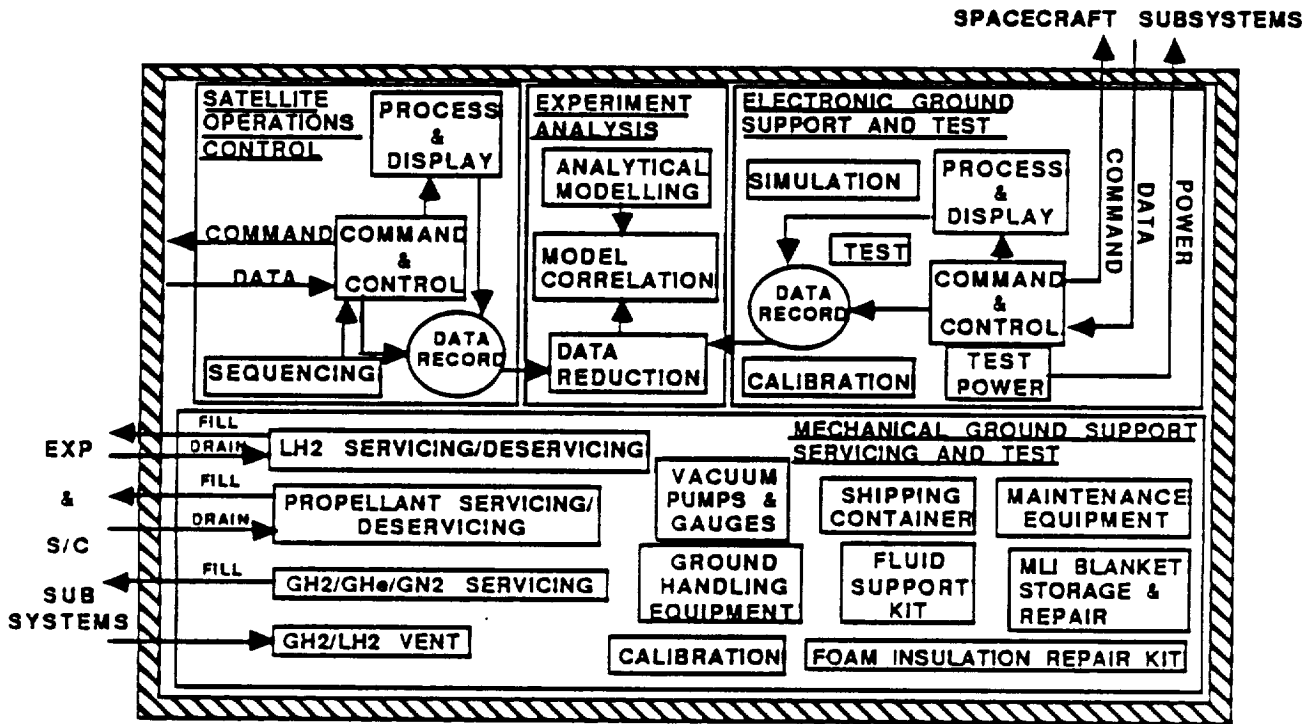 SPACECRAFT SUBSYSTEMS
SATELLITE
OPERATIONS
CONTROL
PROCESS
&
DISPLAY
COMMAND
DATA
COMMAND
&
CONTROL
SEQUENCING
DATA
RECORD
EXPERIMENT
ANALYSIS
ANALYTICAL
MODELLING
MODEL
CORRELATION
DATA
REDUCTION
ELECTRONIC GROUND
SUPPORT AND TEST
SIMULATION
PROCESS
&
DISPLAY
TEST
DATA
RECORD
COMMAND
&
CONTROL
CALIBRATION
TEST
POWER
COMMAND
DATA
POWER
EXP
&
S/C
SUB
SYSTEMS
FILL
DRAIN
LH2 SERVICING/DESERVICING
FILL
DRAIN
PROPELLANT SERVICING/
DESERVICING
FILL
GH2/GHe/GN2 SERVICING
GH2/LH2 VENT
MECHANICAL GROUND SUPPORT
SERVICING AND TEST
VACUUM
PUMPS &
GAUGES
SHIPPING
CONTAINER
MAINTENANCE
EQUIPMENT
GROUND
HANDLING
EQUIPMENT
FLUID
SUPPORT
KIT
MLI BLANKET
STORAGE &
REPAIR
CALIBRATION
FOAM INSULATION REPAIR KIT